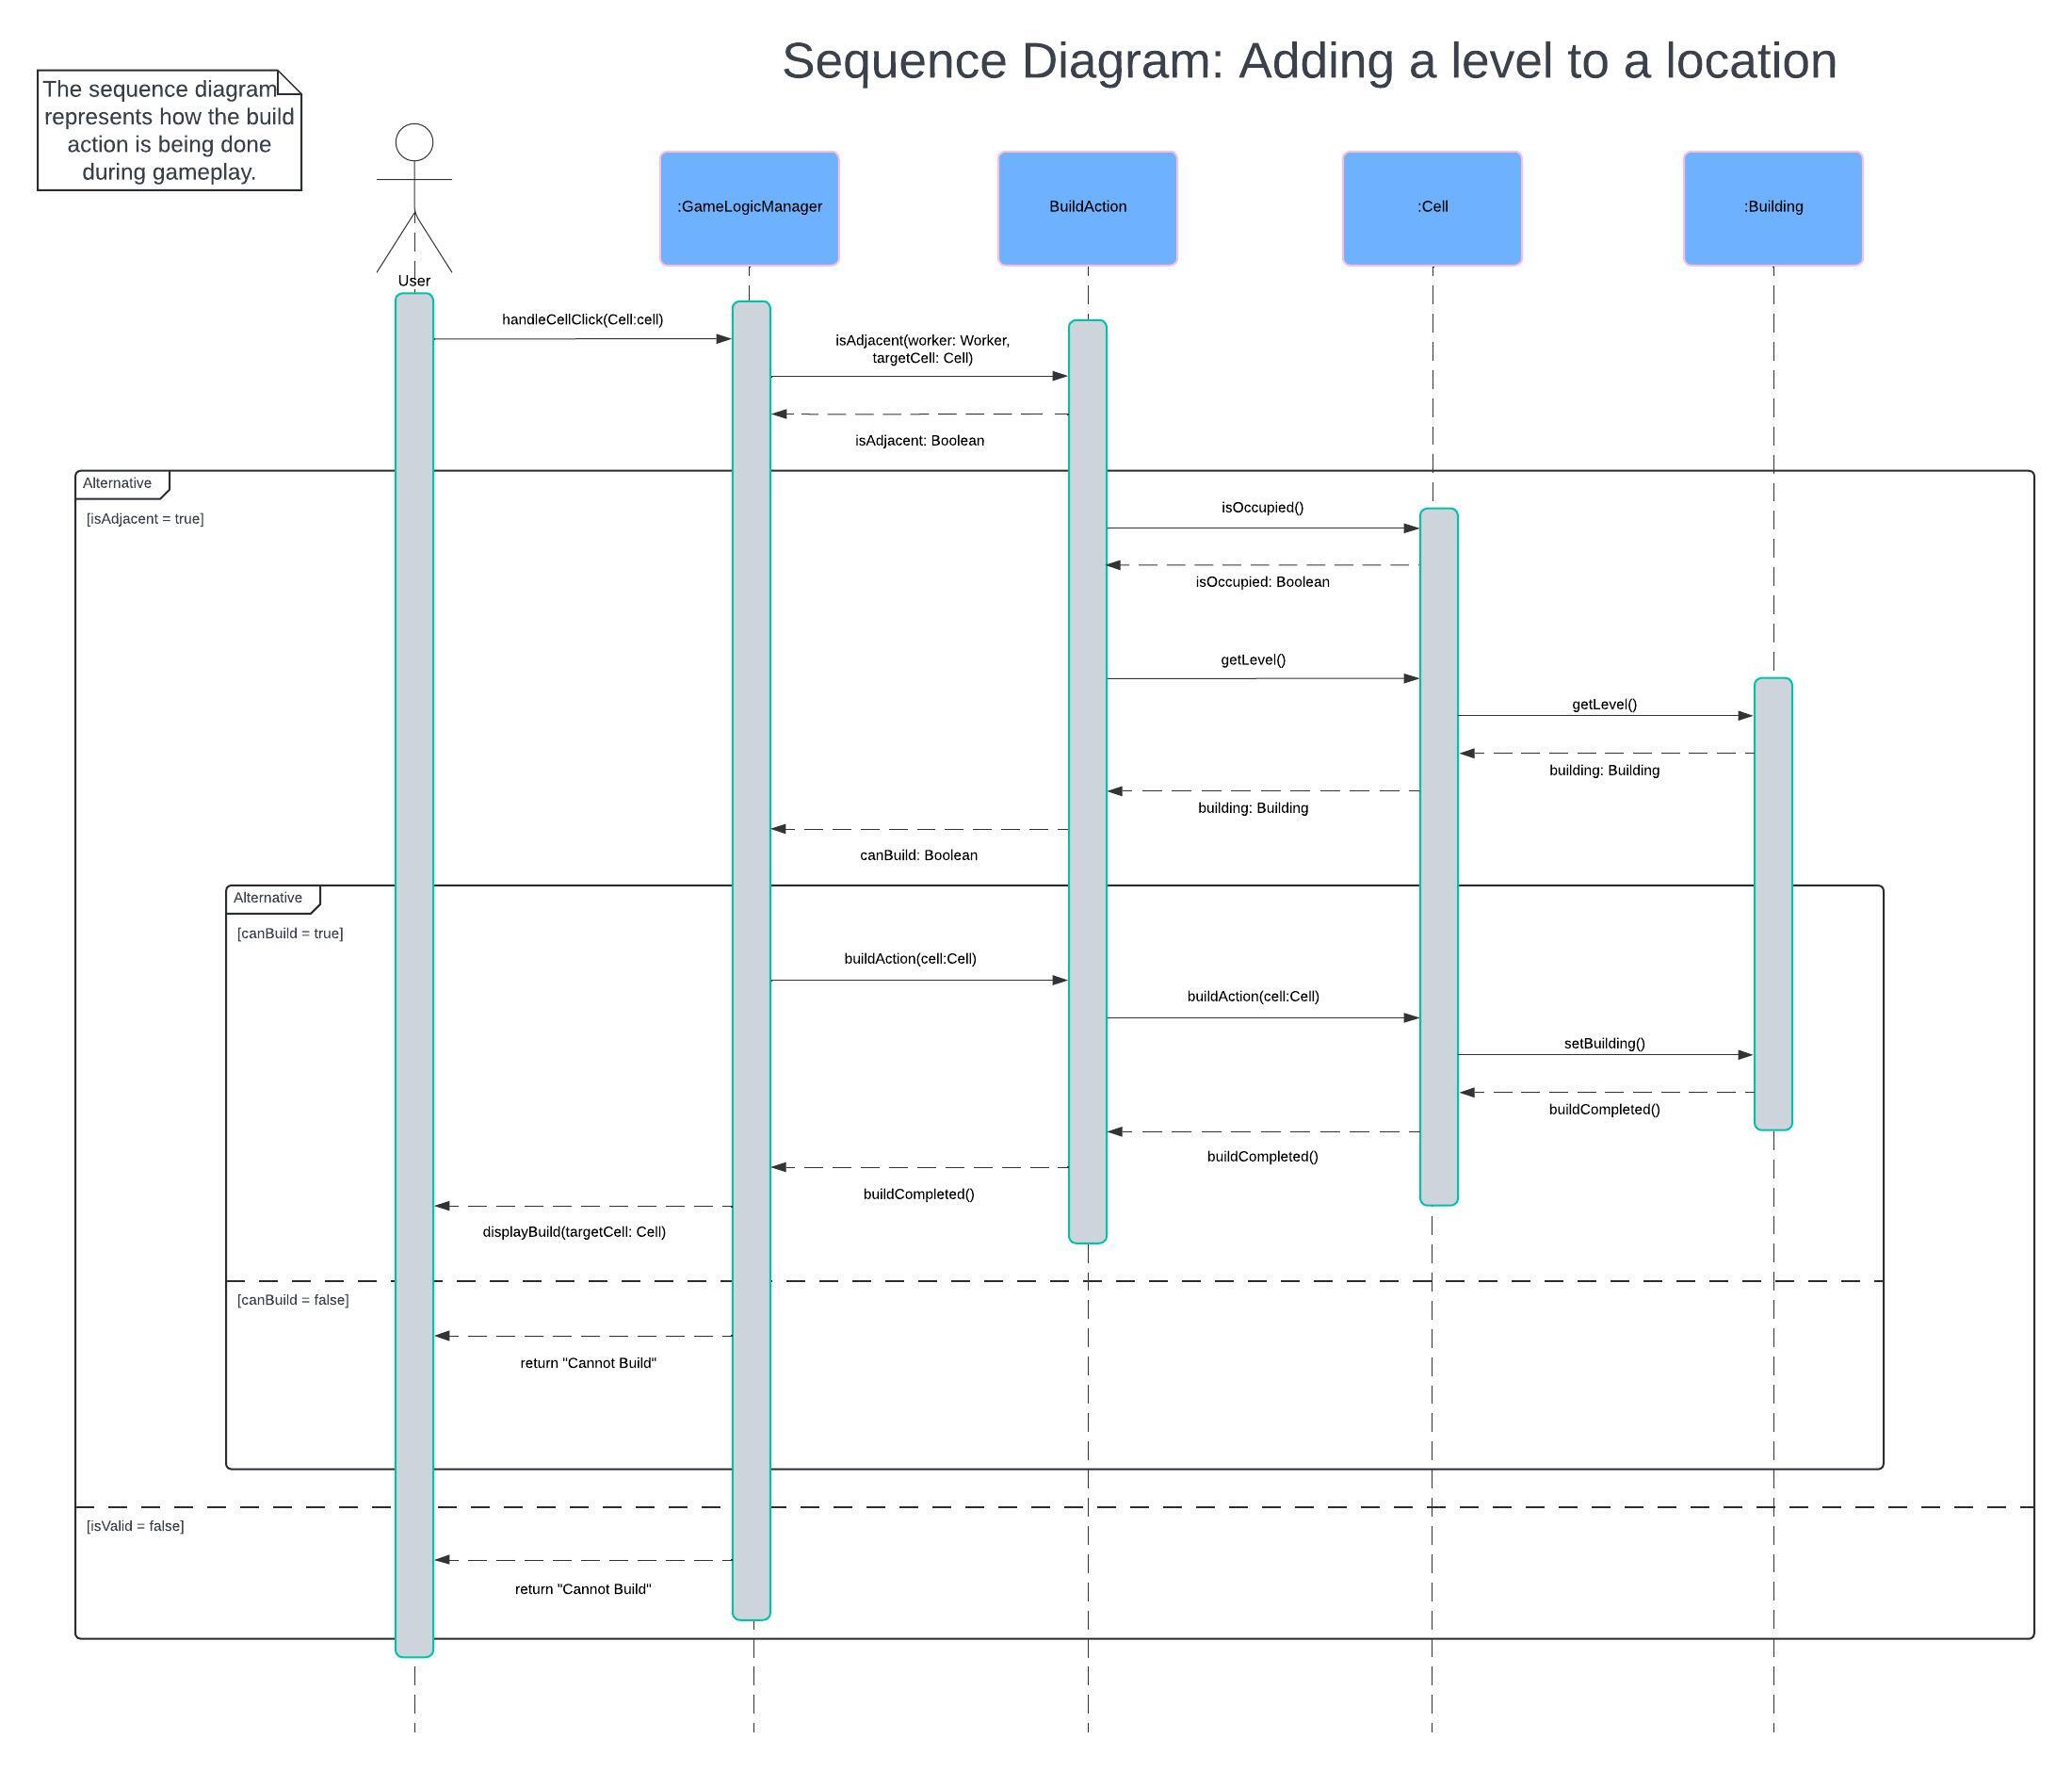 Sequence Diagram: Adding a level to a location
The sequence diagram
represents how the build
action is being done
during gameplay.
:GameLogicManager
BuildAction
:Cell
:Building
User
handleCellClick(Cell:cell)
isAdjacent(worker: Worker,
targetCell: Cell)
isAdjacent: Boolean
Alternative
[isAdjacent = true]
isOccupied()
isOccupied: Boolean
getLevel()
getLevel()
building: Building
building: Building
canBuild: Boolean
Alternative
[canBuild = true]
buildAction(cell:Cell)
buildAction(cell:Cell)
setBuilding()
buildCompleted()
buildCompleted()
buildCompleted()
displayBuild(targetCell: Cell)
[canBuild = false]
return "Cannot Build"
[isValid = false]
return "Cannot Build"